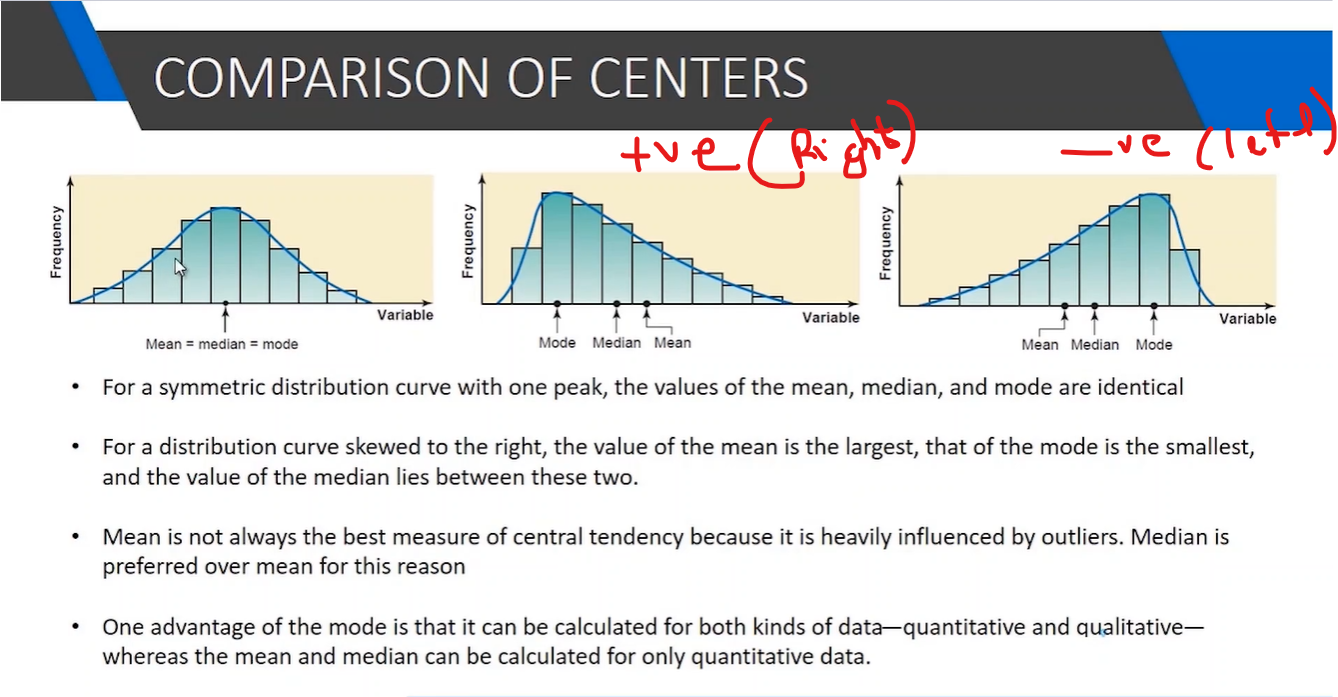 COMPARISON OF CENTERS
+ve (Right)
−ve (left)
Frequency
Variable
Mean = median = mode
Frequency
Variable
Mode Median Mean
Frequency
Variable
Mean Median Mode
• For a symmetric distribution curve with one peak, the values of the mean, median, and mode are identical
• For a distribution curve skewed to the right, the value of the mean is the largest, that of the mode is the smallest,
and the value of the median lies between these two.
• Mean is not always the best measure of central tendency because it is heavily influenced by outliers. Median is
preferred over mean for this reason
• One advantage of the mode is that it can be calculated for both kinds of data—quantitative and qualitative—
whereas the mean and median can be calculated for only quantitative data.